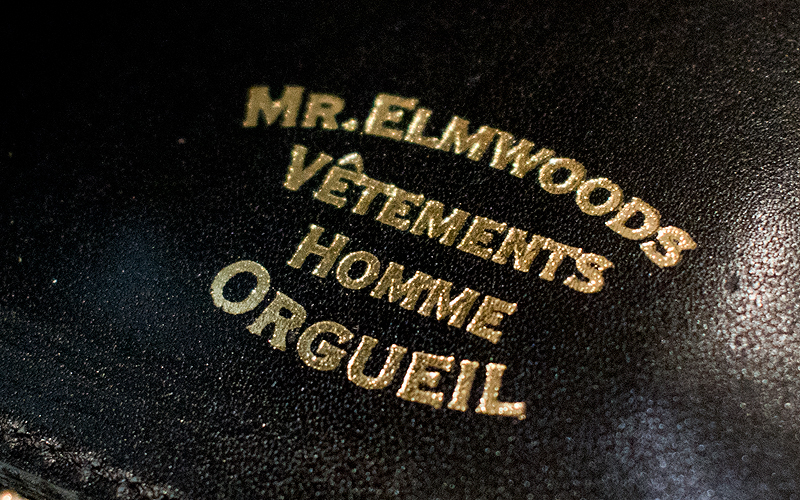 Mr. Elmwoods
Vêtements
Homme
Orgueil